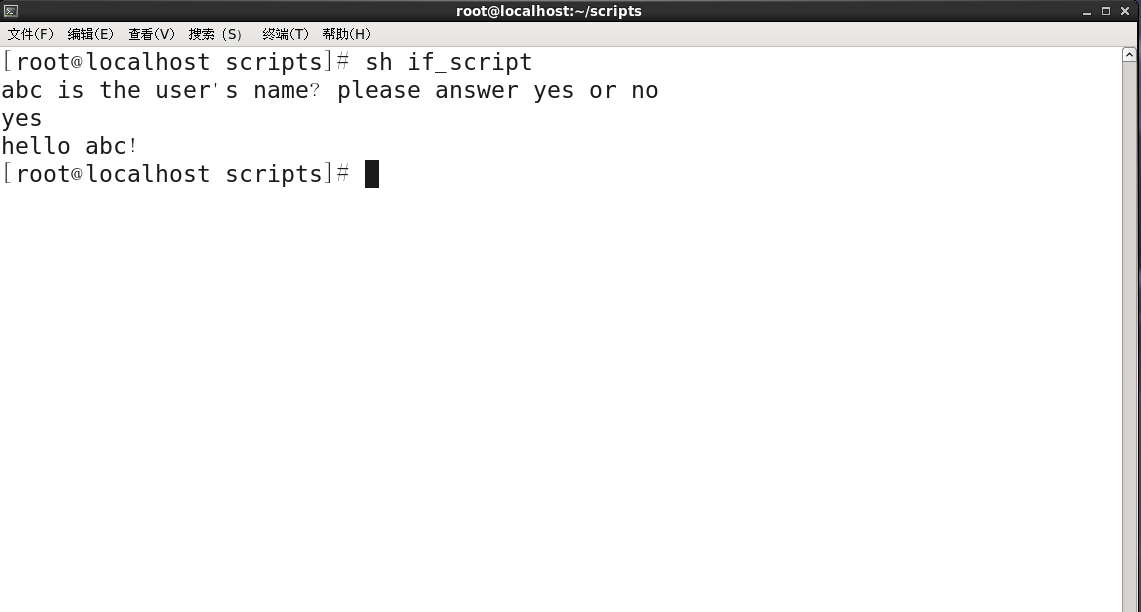 root@localhost:~/scripts
文件(F) 编辑(E) 查看(V) 搜索 (S) 终端(T) 帮助(H)
[root@localhost scripts]# sh if_script
abc is the user's name? please answer yes or no
yes
hello abc!
[root@localhost scripts]#